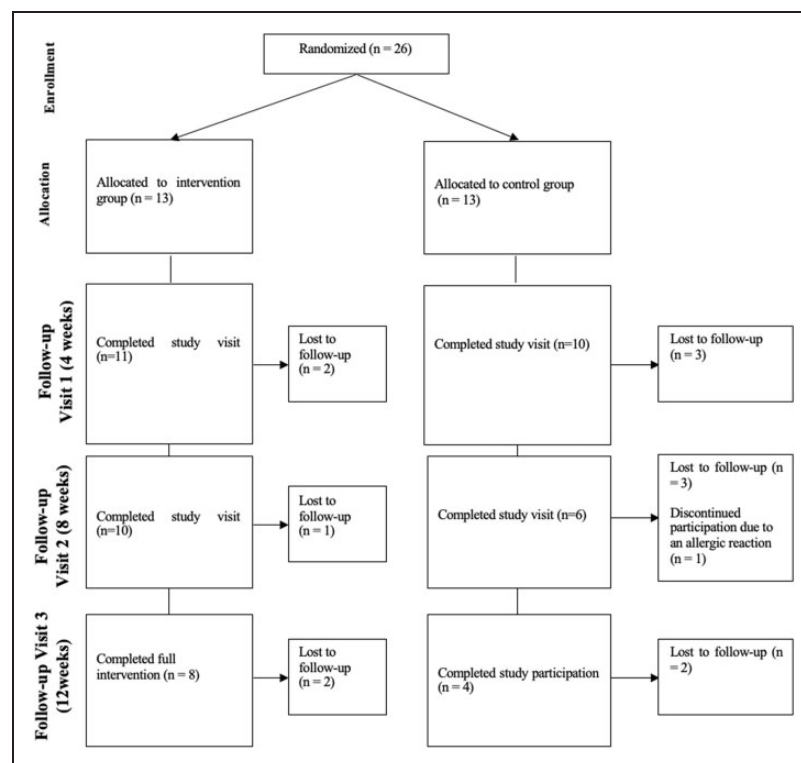 Enrollment
Randomized (n = 26)
Allocation
Allocated to intervention
group (n = 13)
Allocated to control group
(n = 13)
Follow-up
Visit 1 (4 weeks)
Completed study visit
(n=11)
Lost to
follow-up
(n = 2)
Completed study visit (n=10)
Lost to follow-up
(n = 3)
Follow-up
Visit 2 (8 weeks)
Completed study visit
(n=10)
Lost to
follow-up
(n = 1)
Completed study visit (n=6)
Lost to follow-up (n
= 3)
Discontinued
participation due to
an allergic reaction
(n = 1)
Follow-up Visit 3
(12weeks)
Completed full
intervention (n = 8)
Lost to
follow-up
(n = 2)
Completed study participation
(n = 4)
Lost to follow-up (n
= 2)